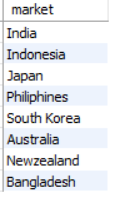 market
India
Indonesia
Japan
Philiphines
South Korea
Australia
Newzealand
Bangladesh